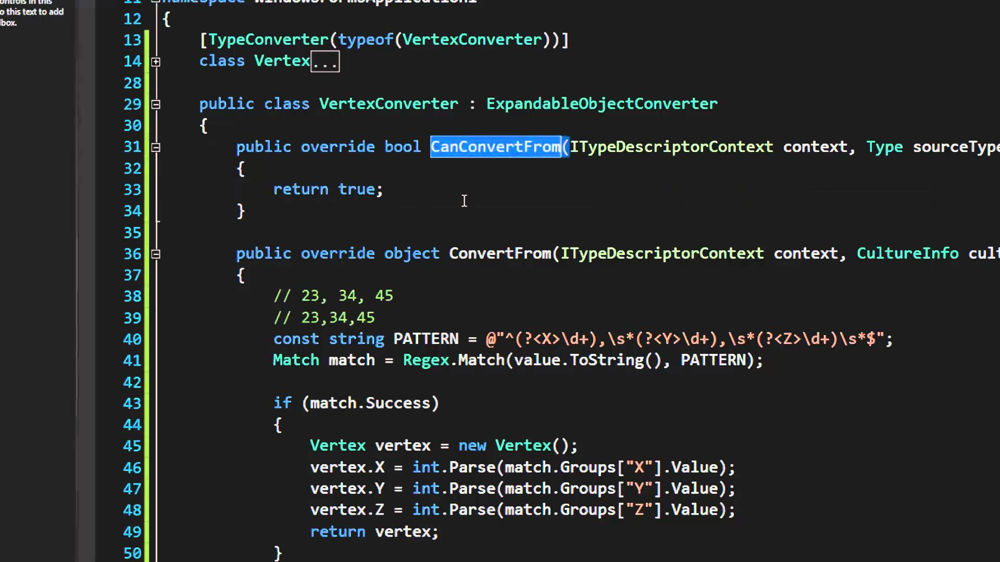 ontrols in this
o this text to add
lbox.
11 namespace WindowsFormsApplication1
12 {
13 [TypeConverter(typeof(VertexConverter))]
14 class Vertex...
28
29 public class VertexConverter : ExpandableObjectConverter
30 {
31 public override bool CanConvertFrom(ITypeDescriptorContext context, Type sourceType
32 {
33 return true;
34 }
35
36 public override object ConvertFrom(ITypeDescriptorContext context, CultureInfo cult
37 {
38 // 23, 34, 45
39 // 23,34,45
40 const string PATTERN = @"^(?<X>\d+),\s*(?<Y>\d+),\s*(?<Z>\d+)\s*$";
41 Match match = Regex.Match(value.ToString(), PATTERN);
42
43 if (match.Success)
44 {
45 Vertex vertex = new Vertex();
46 vertex.X = int.Parse(match.Groups["X"].Value);
47 vertex.Y = int.Parse(match.Groups["Y"].Value);
48 vertex.Z = int.Parse(match.Groups["Z"].Value);
49 return vertex;
50 }